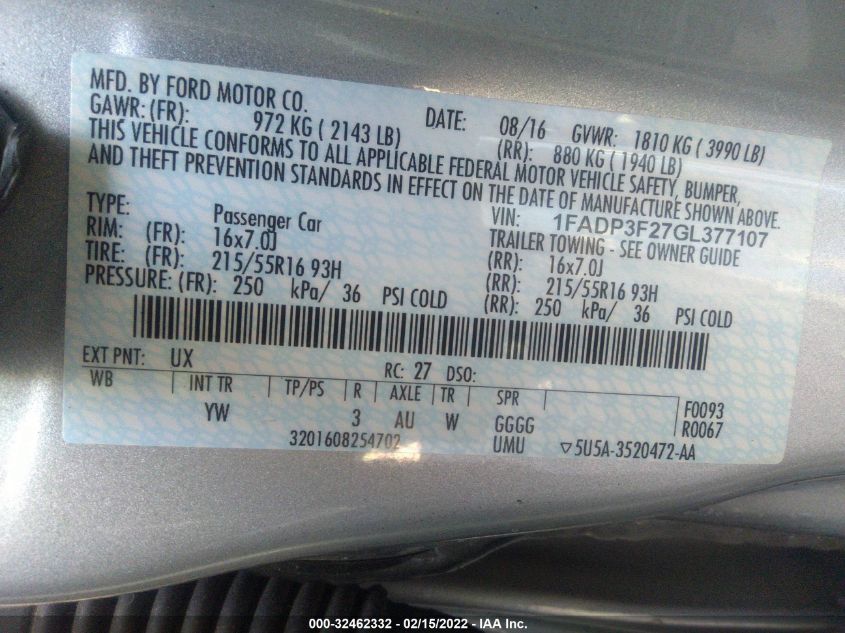 MFD. BY FORD MOTOR CO.
DATE: 08/16 GVWR: 1810 KG ( 3990 LB)
GAWR: (FR): 972 KG ( 2143 LB) (RR): 880 KG ( 1940 LB)
THIS VEHICLE CONFORMS TO ALL APPLICABLE FEDERAL MOTOR VEHICLE SAFETY, BUMPER,
AND THEFT PREVENTION STANDARDS IN EFFECT ON THE DATE OF MANUFACTURE SHOWN ABOVE.
VIN: 1FADP3F27GL377107
TYPE: Passenger Car TRAILER TOWING - SEE OWNER GUIDE
RIM: (FR): 16x7.0J (RR): 16x7.0J
TIRE: (FR): 215/55R16 93H (RR): 215/55R16 93H
PRESSURE: (FR): 250 kPa/ 36 PSI COLD (RR): 250 kPa/ 36 PSI COLD
EXT PNT: UX RC: 27 DSO:
WB INT TR TP/PS R AXLE TR SPR F0093
YW 3 AU W GGGG R0067
3201608254702 UMU ▽5U5A-3520472-AA
000-32462332 - 02/15/2022 - IAA Inc.